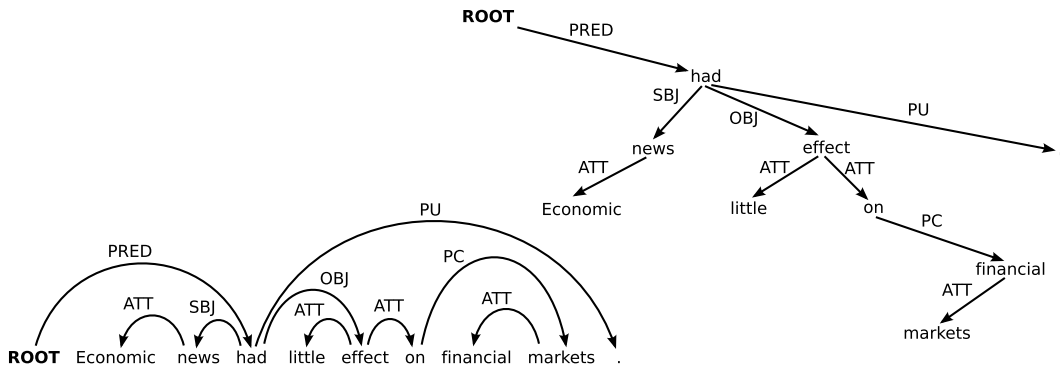 ROOT
PRED
had
SBJ
OBJ
PU
news
effect
ATT
ATT
ATT
Economic
little
on
PC
financial
ATT
markets
PU
PRED
PC
OBJ
ATT
SBJ
ATT
ATT
ATT
ROOT Economic news had little effect on financial markets .